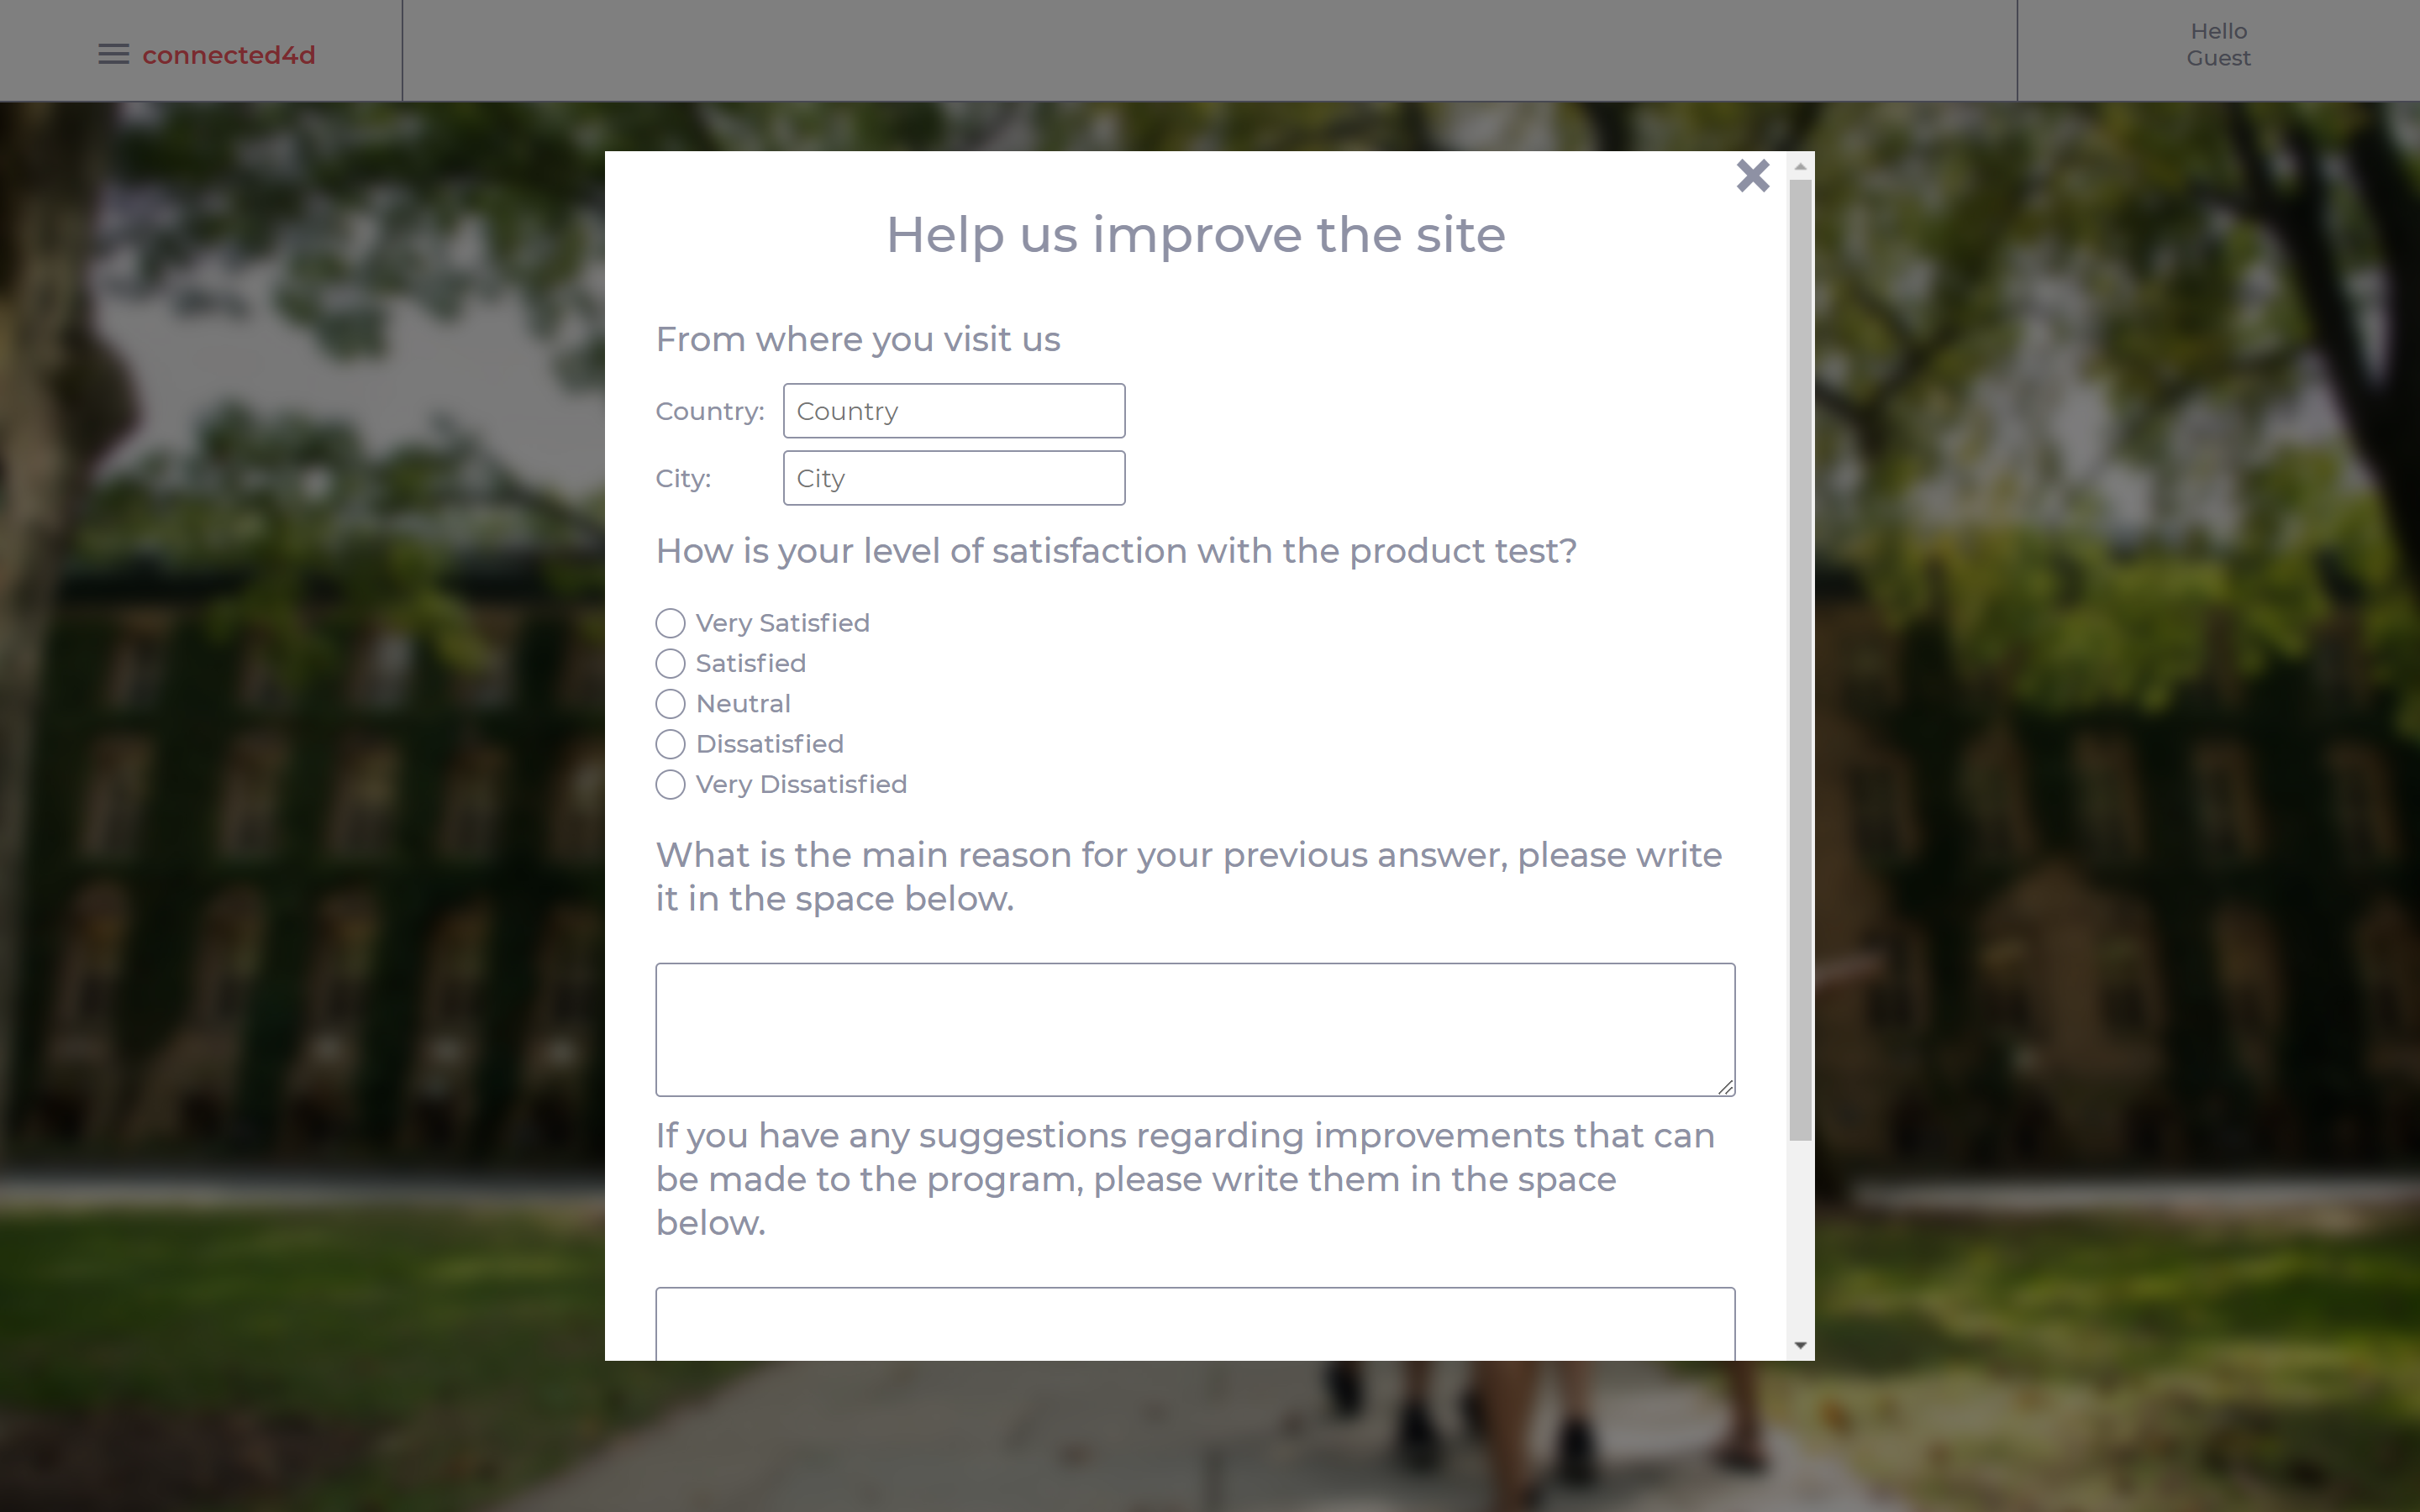 connected4d
Hello
Guest
Help us improve the site
From where you visit us
Country: Country
City: City
How is your level of satisfaction with the product test?
Very Satisfied
Satisfied
Neutral
Dissatisfied
Very Dissatisfied
What is the main reason for your previous answer, please write
it in the space below.
If you have any suggestions regarding improvements that can
be made to the program, please write them in the space
below.